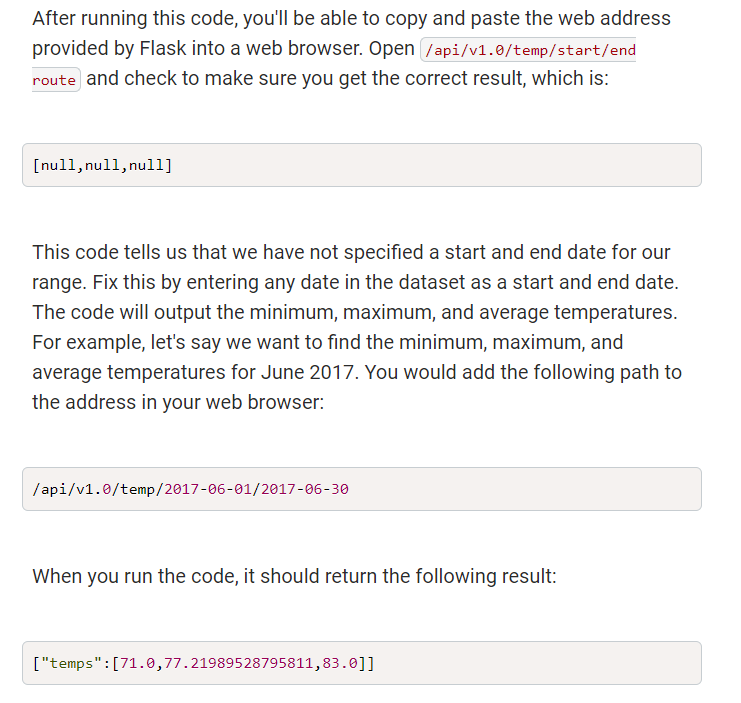 After running this code, you'll be able to copy and paste the web address
provided by Flask into a web browser. Open /api/v1.0/temp/start/end
route and check to make sure you get the correct result, which is:
[null,null,null]
This code tells us that we have not specified a start and end date for our
range. Fix this by entering any date in the dataset as a start and end date.
The code will output the minimum, maximum, and average temperatures.
For example, let's say we want to find the minimum, maximum, and
average temperatures for June 2017. You would add the following path to
the address in your web browser:
/api/v1.0/temp/2017-06-01/2017-06-30
When you run the code, it should return the following result:
["temps":[71.0,77.21989528795811,83.0]]